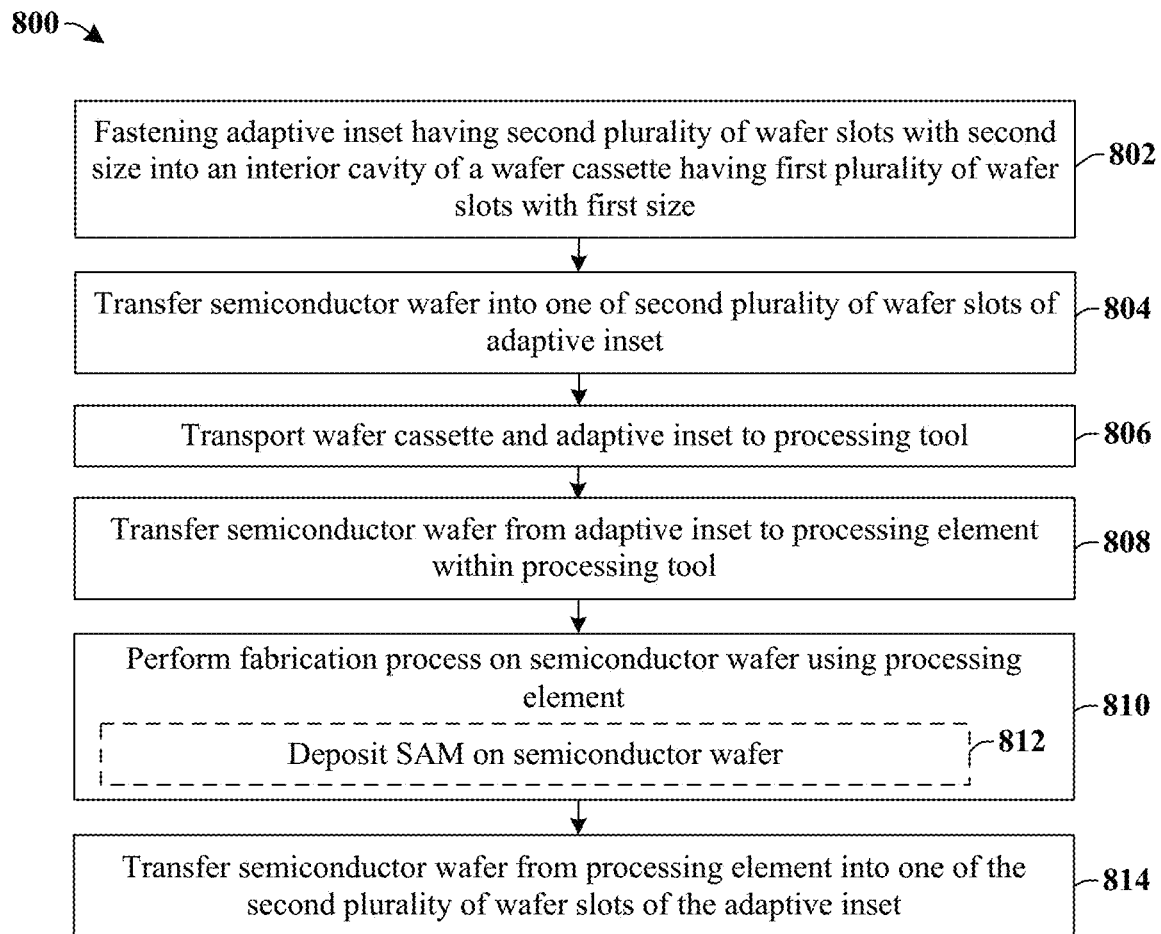 800
Fastening adaptive inset having second plurality of wafer slots with second
size into an interior cavity of a wafer cassette having first plurality of wafer
slots with first size
802
Transfer semiconductor wafer into one of second plurality of wafer slots of
adaptive inset
804
Transport wafer cassette and adaptive inset to processing tool
806
Transfer semiconductor wafer from adaptive inset to processing element
within processing tool
808
Perform fabrication process on semiconductor wafer using processing
element
810
Deposit SAM on semiconductor wafer
812
Transfer semiconductor wafer from processing element into one of the
second plurality of wafer slots of the adaptive inset
814